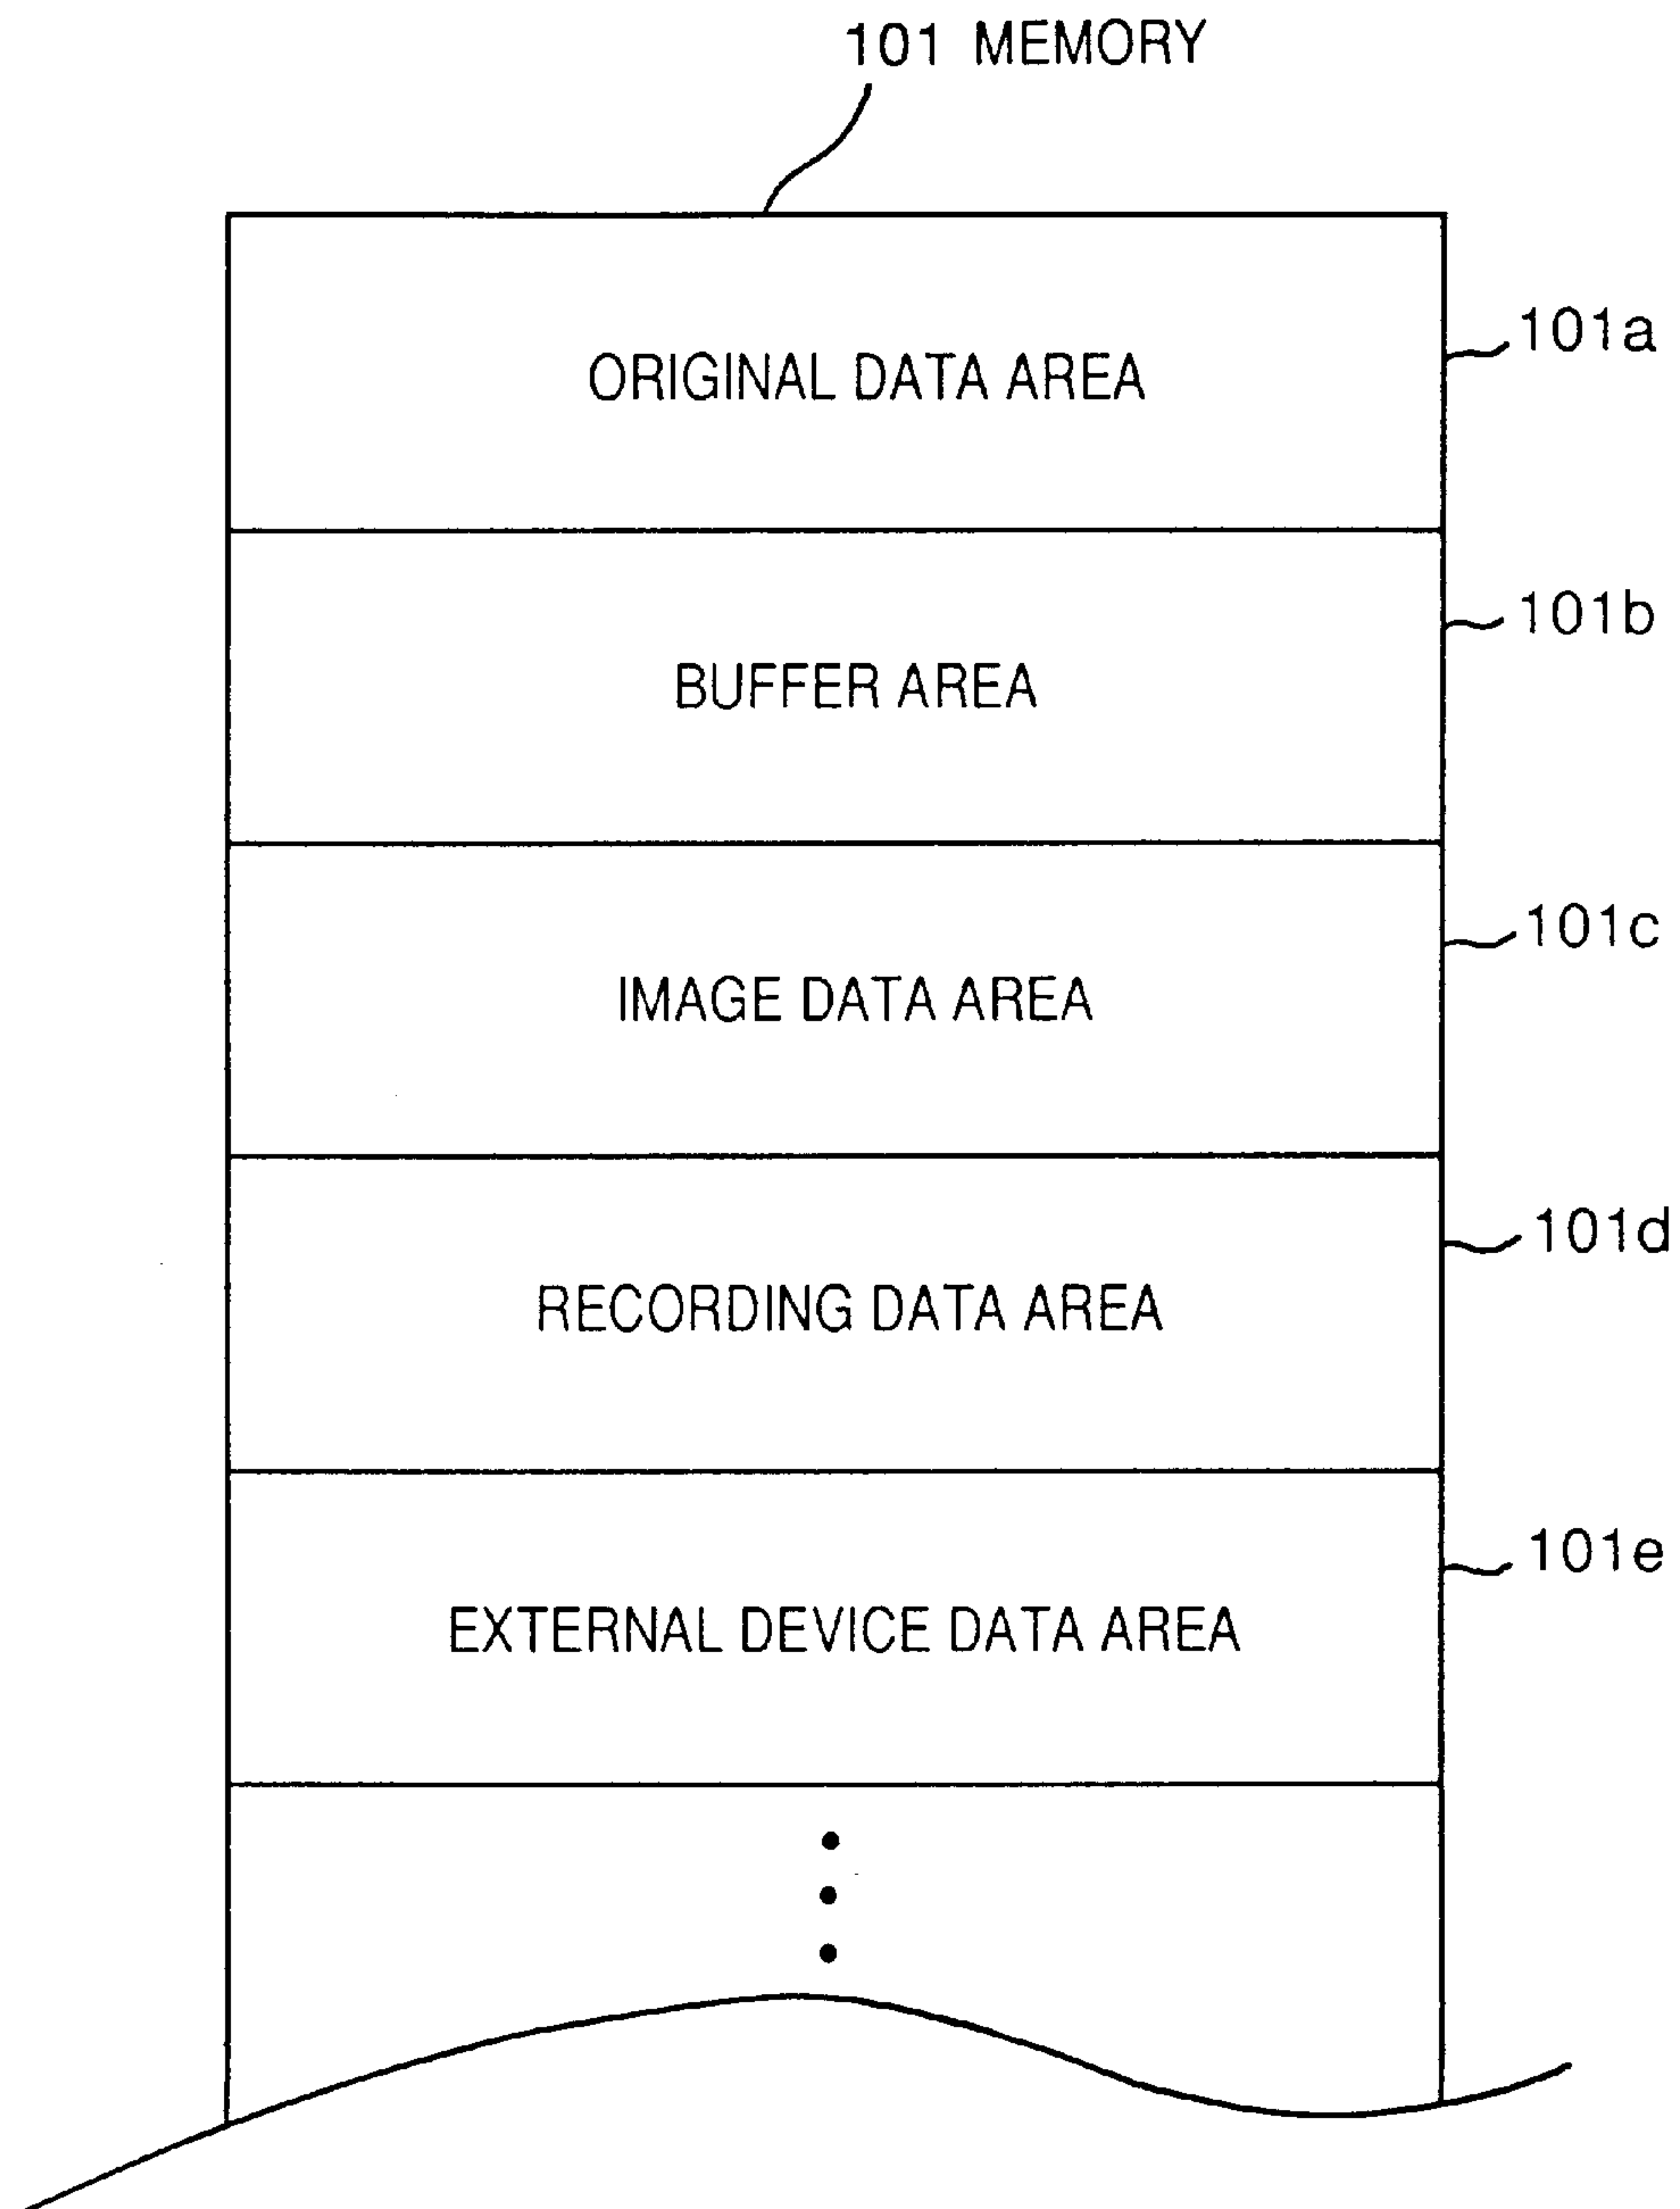 101 MEMORY
101a
ORIGINAL DATA AREA
101b
BUFFER AREA
101c
IMAGE DATA AREA
101d
RECORDING DATA AREA
101e
EXTERNAL DEVICE DATA AREA